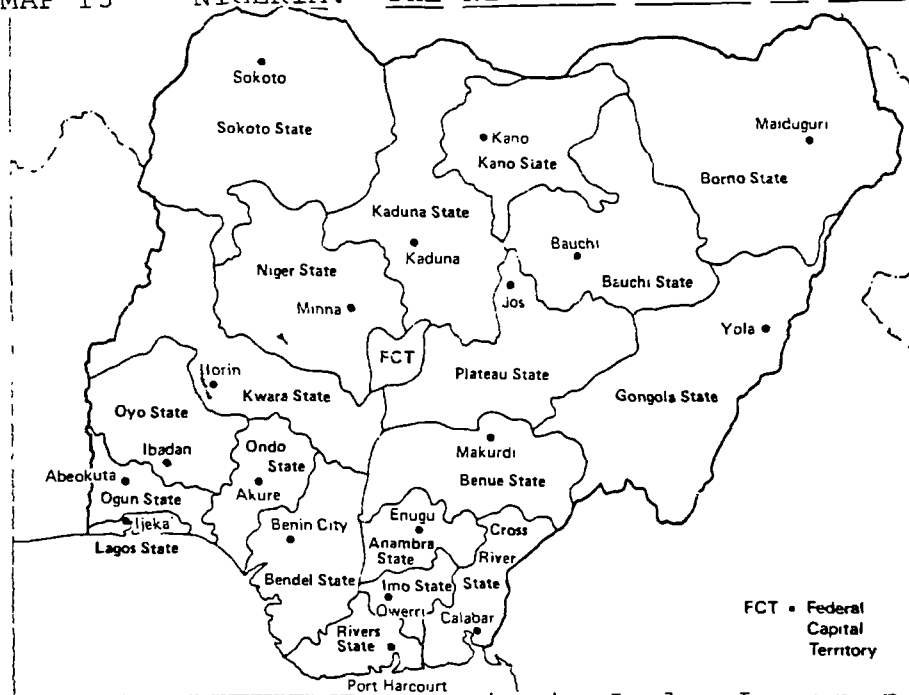 MAP 15 NIGERIA:
Sokoto
Sokoto State
Kano
Kano State
Maiduguri
Borno State
Kaduna State
Kaduna
Bauchi
Bauchi State
Niger State
Minna
Jos
Yola
FCT
Plateau State
Gongola State
Ilorin
Kwara State
Oyo State
Ibadan
Ondo
State
Akure
Makurdi
Benue State
Abeokuta
Ogun State
Ijeka
Lagos State
Benin City
Bendel State
Enugu
Anambra
State
Cross
River
State
Imo State
Owerri
Calabar
Rivers
State
Port Harcourt
FCT • Federal
Capital
Territory